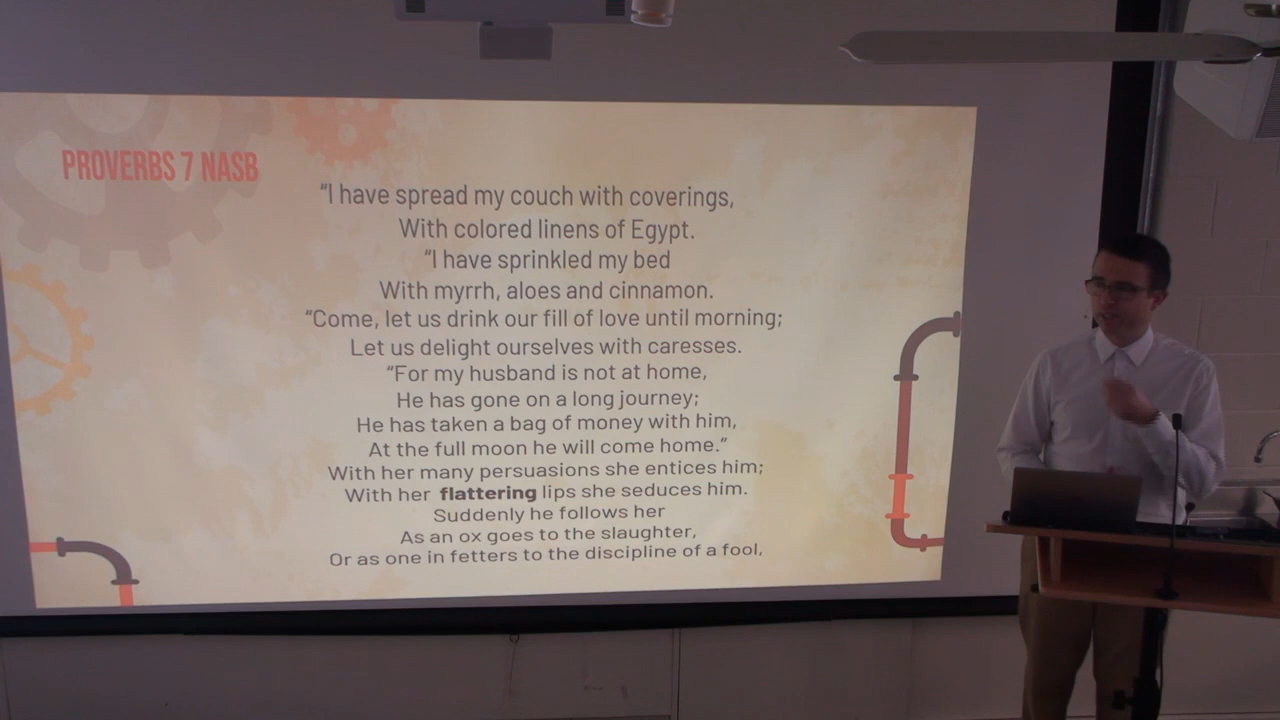 PROVERBS 7 NASB
“I have spread my couch with coverings,
With colored linens of Egypt.
“I have sprinkled my bed
With myrrh, aloes and cinnamon.
“Come, let us drink our fill of love until morning;
Let us delight ourselves with caresses.
“For my husband is not at home,
He has gone on a long journey;
He has taken a bag of money with him,
At the full moon he will come home.”
With her many persuasions she entices him;
With her flattering lips she seduces him.
Suddenly he follows her
As an ox goes to the slaughter,
Or as one in fetters to the discipline of a fool,